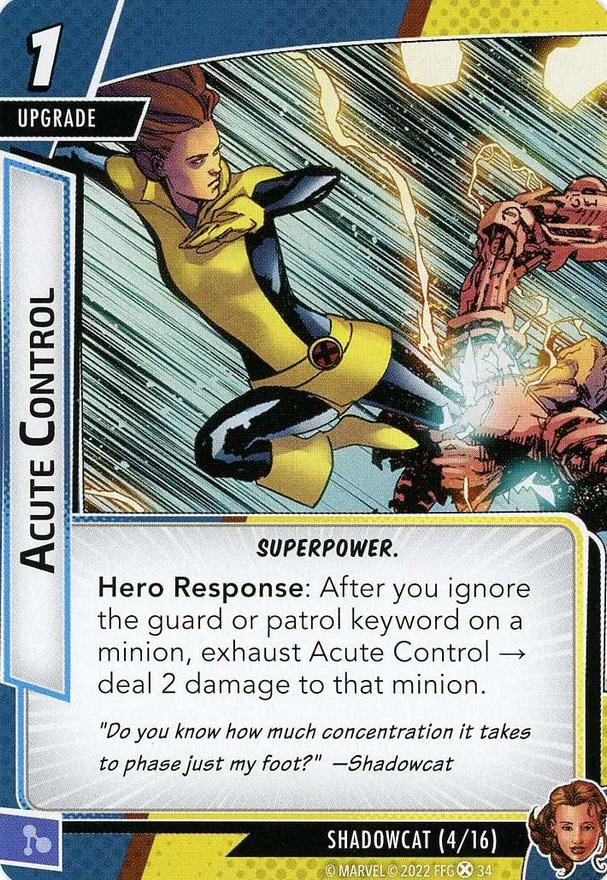 1
UPGRADE
ACUTE CONTROL
SUPERPOWER.
Hero Response: After you ignore
the guard or patrol keyword on a
minion, exhaust Acute Control →
deal 2 damage to that minion.
"Do you know how much concentration it takes
to phase just my foot?" —Shadowcat
SHADOWCAT (4/16)
© MARVEL © 2022 FFG 34